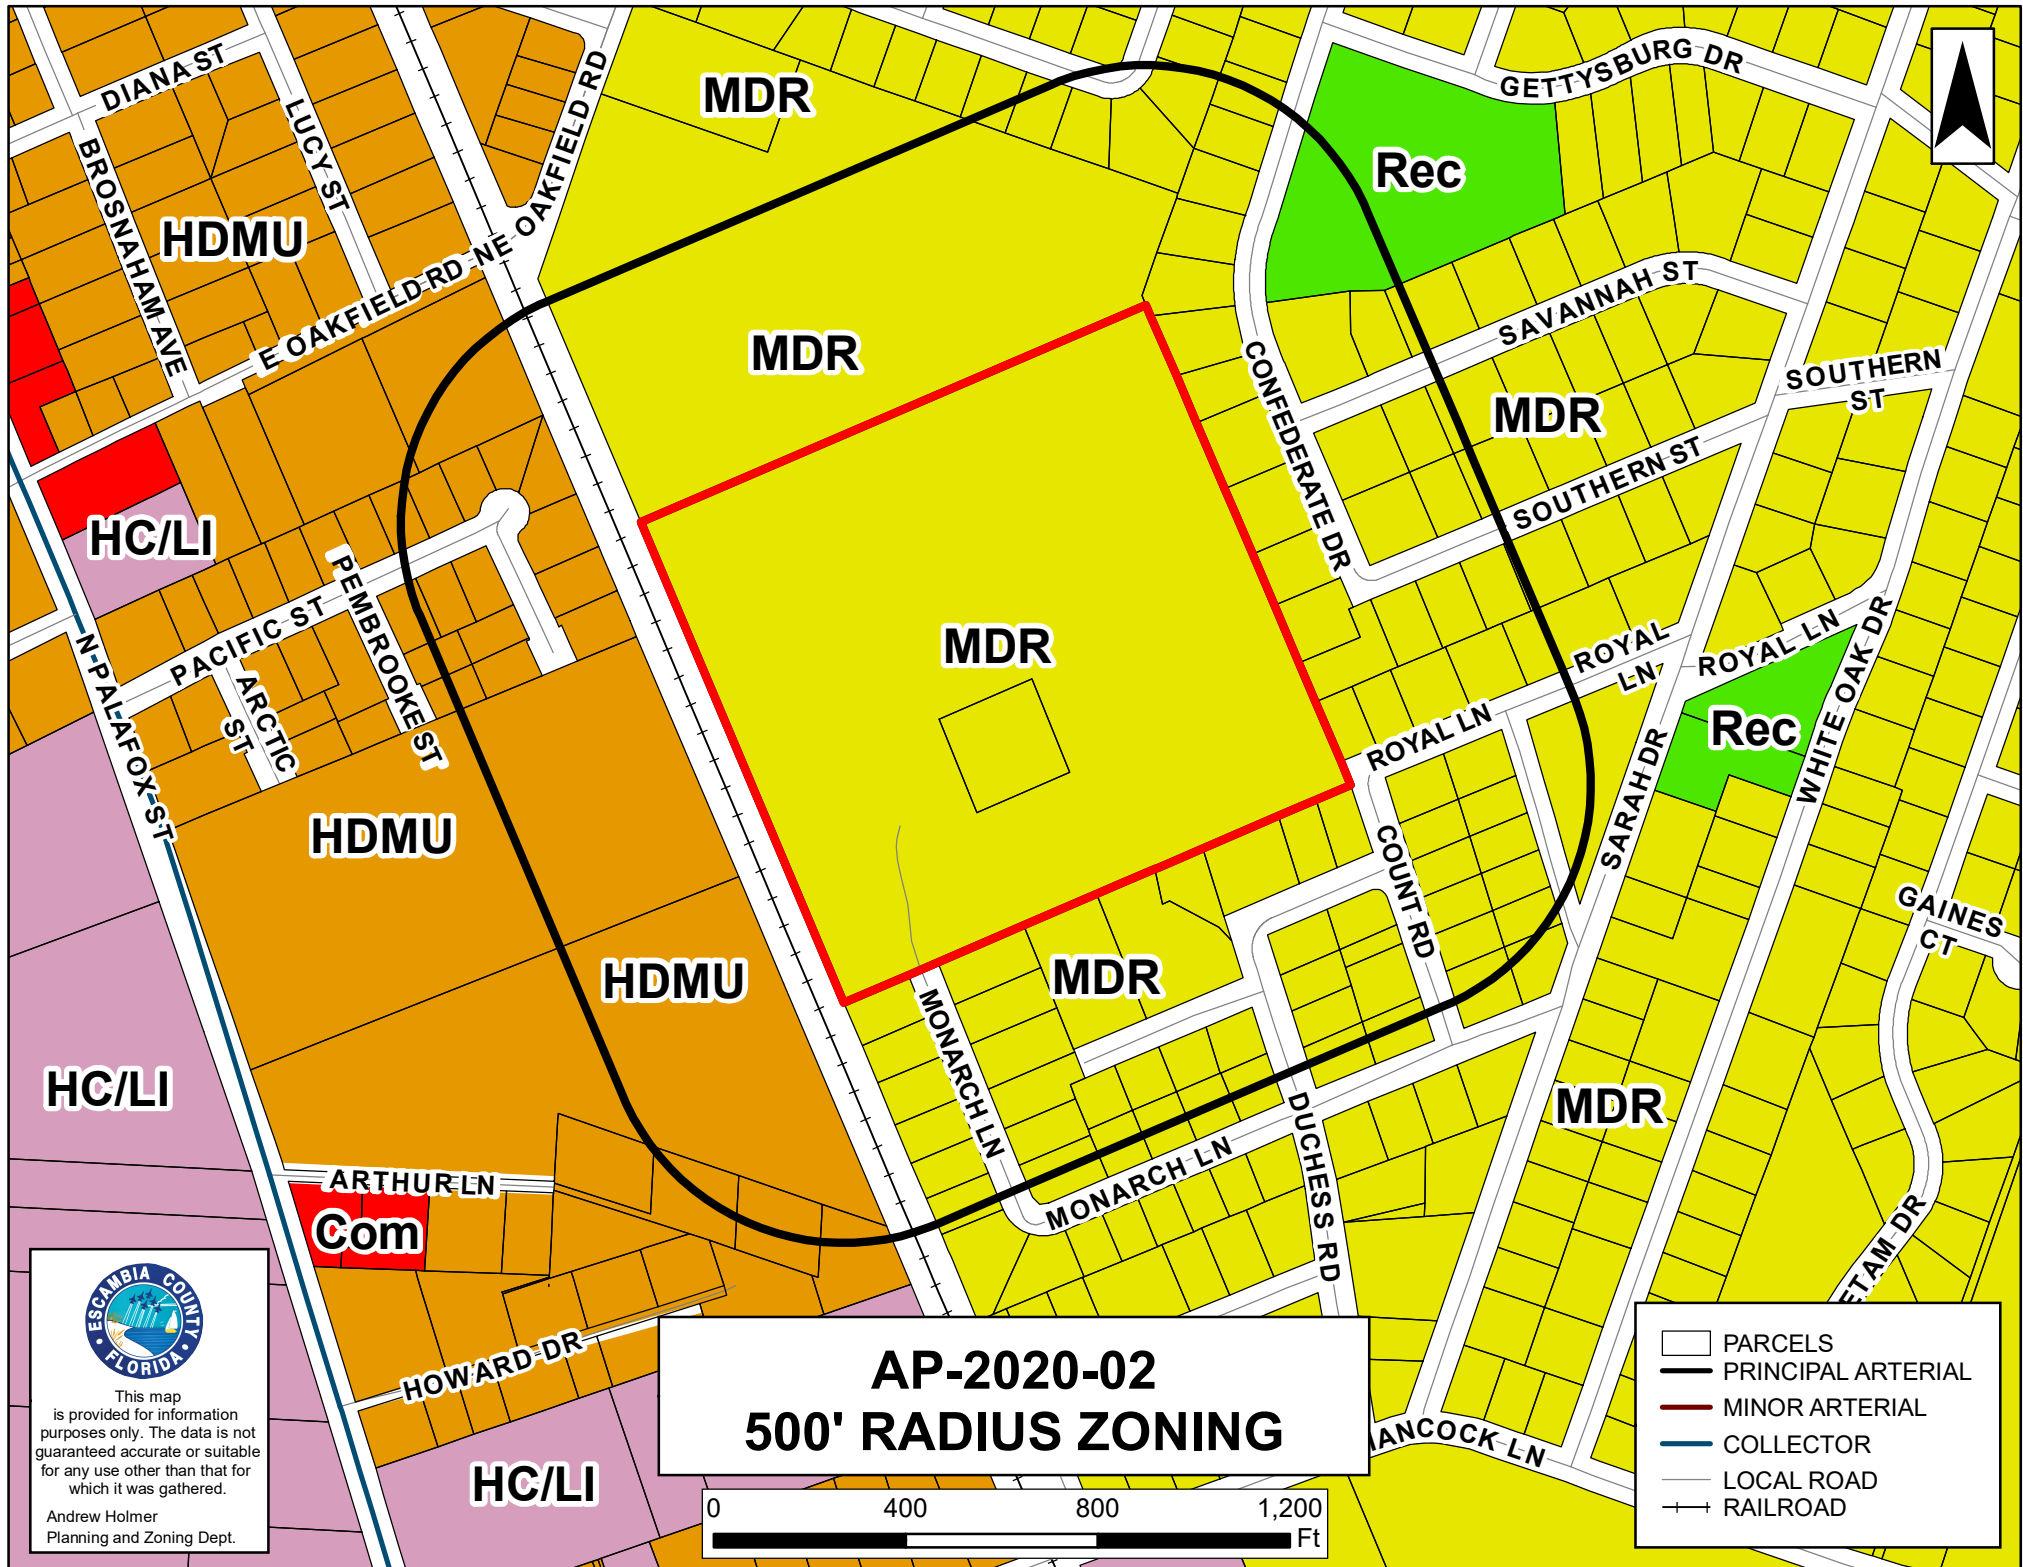 DIANA ST
LUCY ST
BROSNAHAM AVE
HDMU
E OAKFIELD RD
NE OAKFIELD RD
MDR
GETTYSBURG DR
Rec
MDR
SAVANNAH ST
CONFEDERATE DR
MDR
SOUTHERN
ST
SOUTHERN ST
HC/LI
PEMBROOKE ST
PACIFIC ST
ARCTIC
ST
N PALAFOX ST
MDR
ROYAL
LN
ROYAL LN
ROYAL LN
Rec
WHITE OAK DR
SARAH DR
COUNT RD
HDMU
HDMU
MDR
GAINES
CT
MONARCH LN
MONARCH LN
DUCHESS RD
MDR
HC/LI
ARTHUR LN
Com
ETAM DR
HOWARD DR
HC/LI
ANCOCK LN
ESCAMBIA COUNTY
FLORIDA
This map
is provided for information
purposes only. The data is not
guaranteed accurate or suitable
for any use other than that for
which it was gathered.
Andrew Holmer
Planning and Zoning Dept.
AP-2020-02
500' RADIUS ZONING
0 400 800 1,200
Ft
PARCELS
PRINCIPAL ARTERIAL
MINOR ARTERIAL
COLLECTOR
LOCAL ROAD
RAILROAD